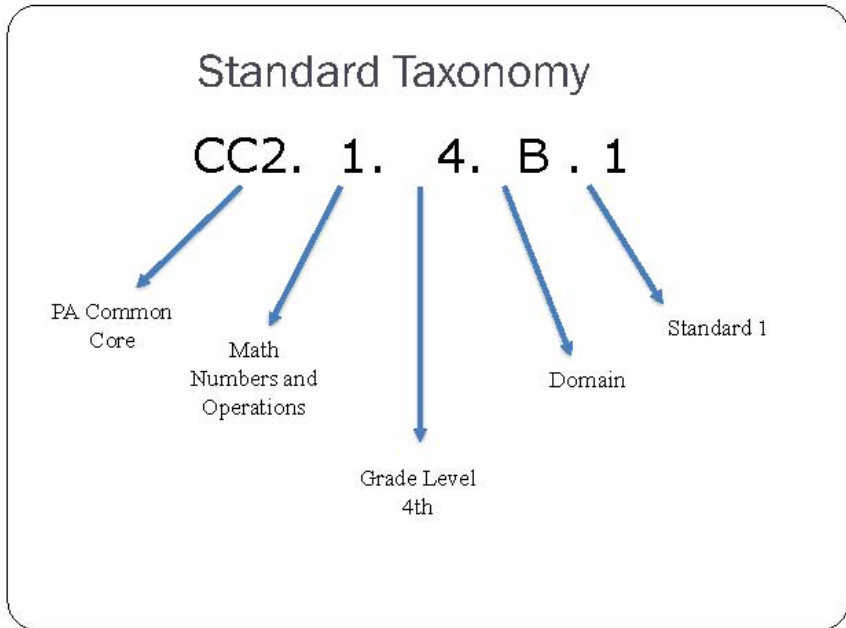 Standard Taxonomy
CC2. 1. 4. B . 1
PA Common
Core
Math
Numbers and
Operations
Grade Level
4th
Domain
Standard 1